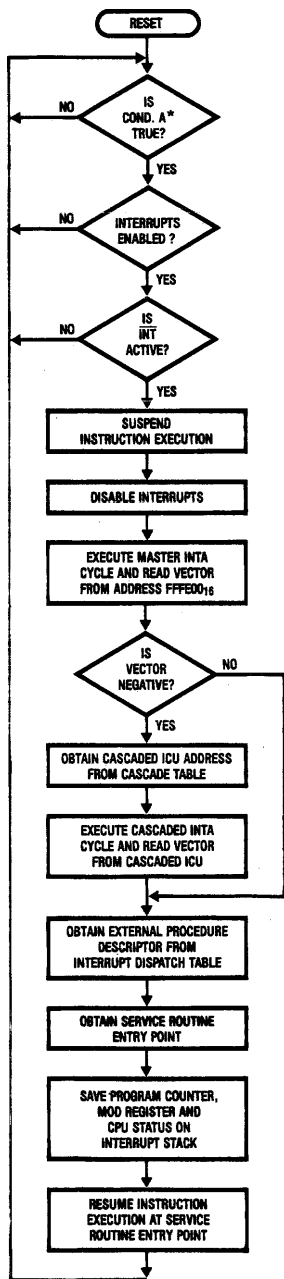 RESET
IS
COND. A*
TRUE?
NO
YES
INTERRUPTS
ENABLED ?
NO
YES
IS
INT
ACTIVE?
NO
YES
SUSPEND
INSTRUCTION EXECUTION
DISABLE INTERRUPTS
EXECUTE MASTER INTA
CYCLE AND READ VECTOR
FROM ADDRESS FFFE00₁₆
IS
VECTOR
NEGATIVE?
NO
YES
OBTAIN CASCADED ICU ADDRESS
FROM CASCADE TABLE
EXECUTE CASCADED INTA
CYCLE AND READ VECTOR
FROM CASCADED ICU
OBTAIN EXTERNAL PROCEDURE
DESCRIPTOR FROM
INTERRUPT DISPATCH TABLE
OBTAIN SERVICE ROUTINE
ENTRY POINT
SAVE PROGRAM COUNTER,
MOD REGISTER AND
CPU STATUS ON
INTERRUPT STACK
RESUME INSTRUCTION
EXECUTION AT SERVICE
ROUTINE ENTRY POINT